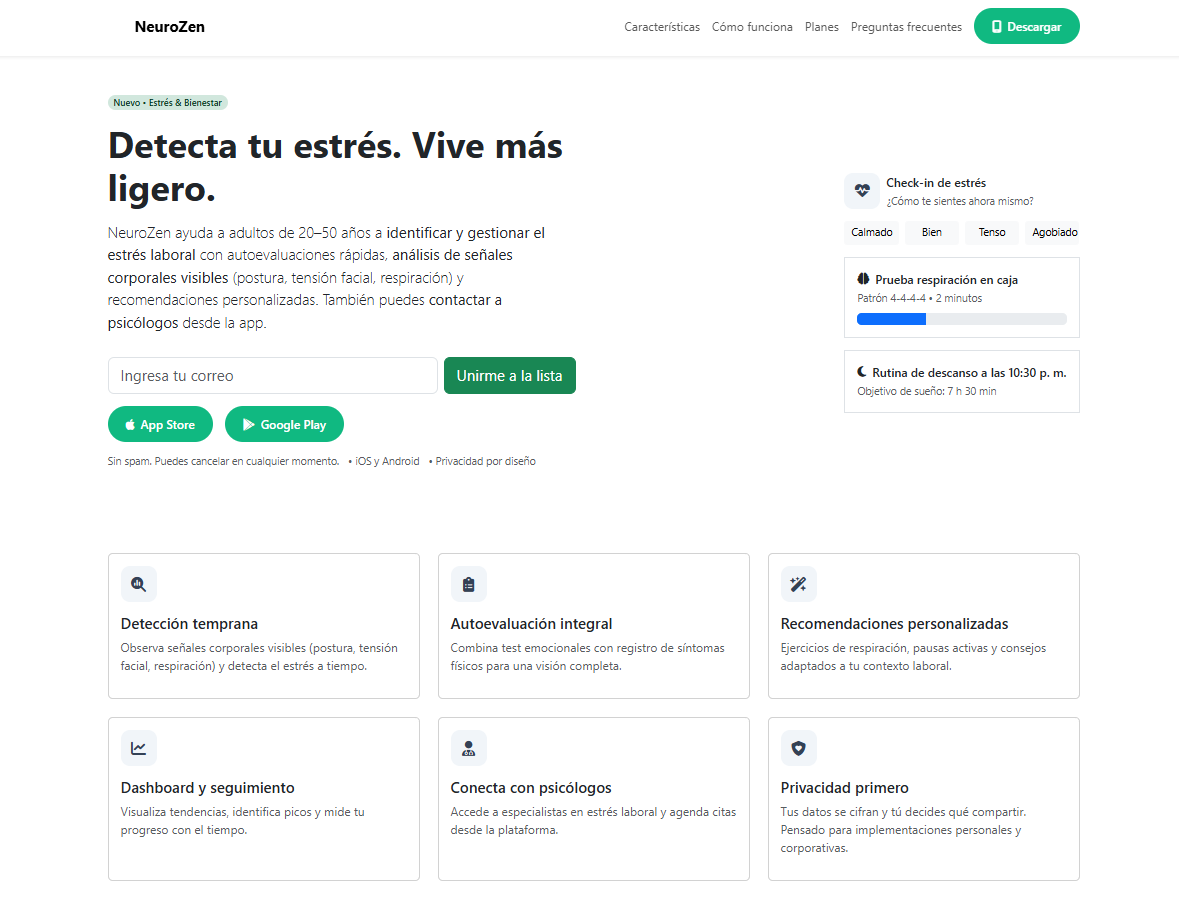 NeuroZen
Características Cómo funciona Planes Preguntas frecuentes Descargar
Nuevo • Estrés & Bienestar
Detecta tu estrés. Vive más
ligero.
NeuroZen ayuda a adultos de 20–50 años a identificar y gestionar el
estrés laboral con autoevaluaciones rápidas, análisis de señales
corporales visibles (postura, tensión facial, respiración) y
recomendaciones personalizadas. También puedes contactar a
psicólogos desde la app.
Ingresa tu correo Unirme a la lista
App Store Google Play
Sin spam. Puedes cancelar en cualquier momento. • iOS y Android • Privacidad por diseño
Check-in de estrés
¿Cómo te sientes ahora mismo?
Calmado Bien Tenso Agobiado
Prueba respiración en caja
Patrón 4-4-4-4 • 2 minutos
Rutina de descanso a las 10:30 p. m.
Objetivo de sueño: 7 h 30 min
Detección temprana
Observa señales corporales visibles (postura, tensión
facial, respiración) y detecta el estrés a tiempo.
Autoevaluación integral
Combina test emocionales con registro de síntomas
físicos para una visión completa.
Recomendaciones personalizadas
Ejercicios de respiración, pausas activas y consejos
adaptados a tu contexto laboral.
Dashboard y seguimiento
Visualiza tendencias, identifica picos y mide tu
progreso con el tiempo.
Conecta con psicólogos
Accede a especialistas en estrés laboral y agenda citas
desde la plataforma.
Privacidad primero
Tus datos se cifran y tú decides qué compartir.
Pensado para implementaciones personales y
corporativas.